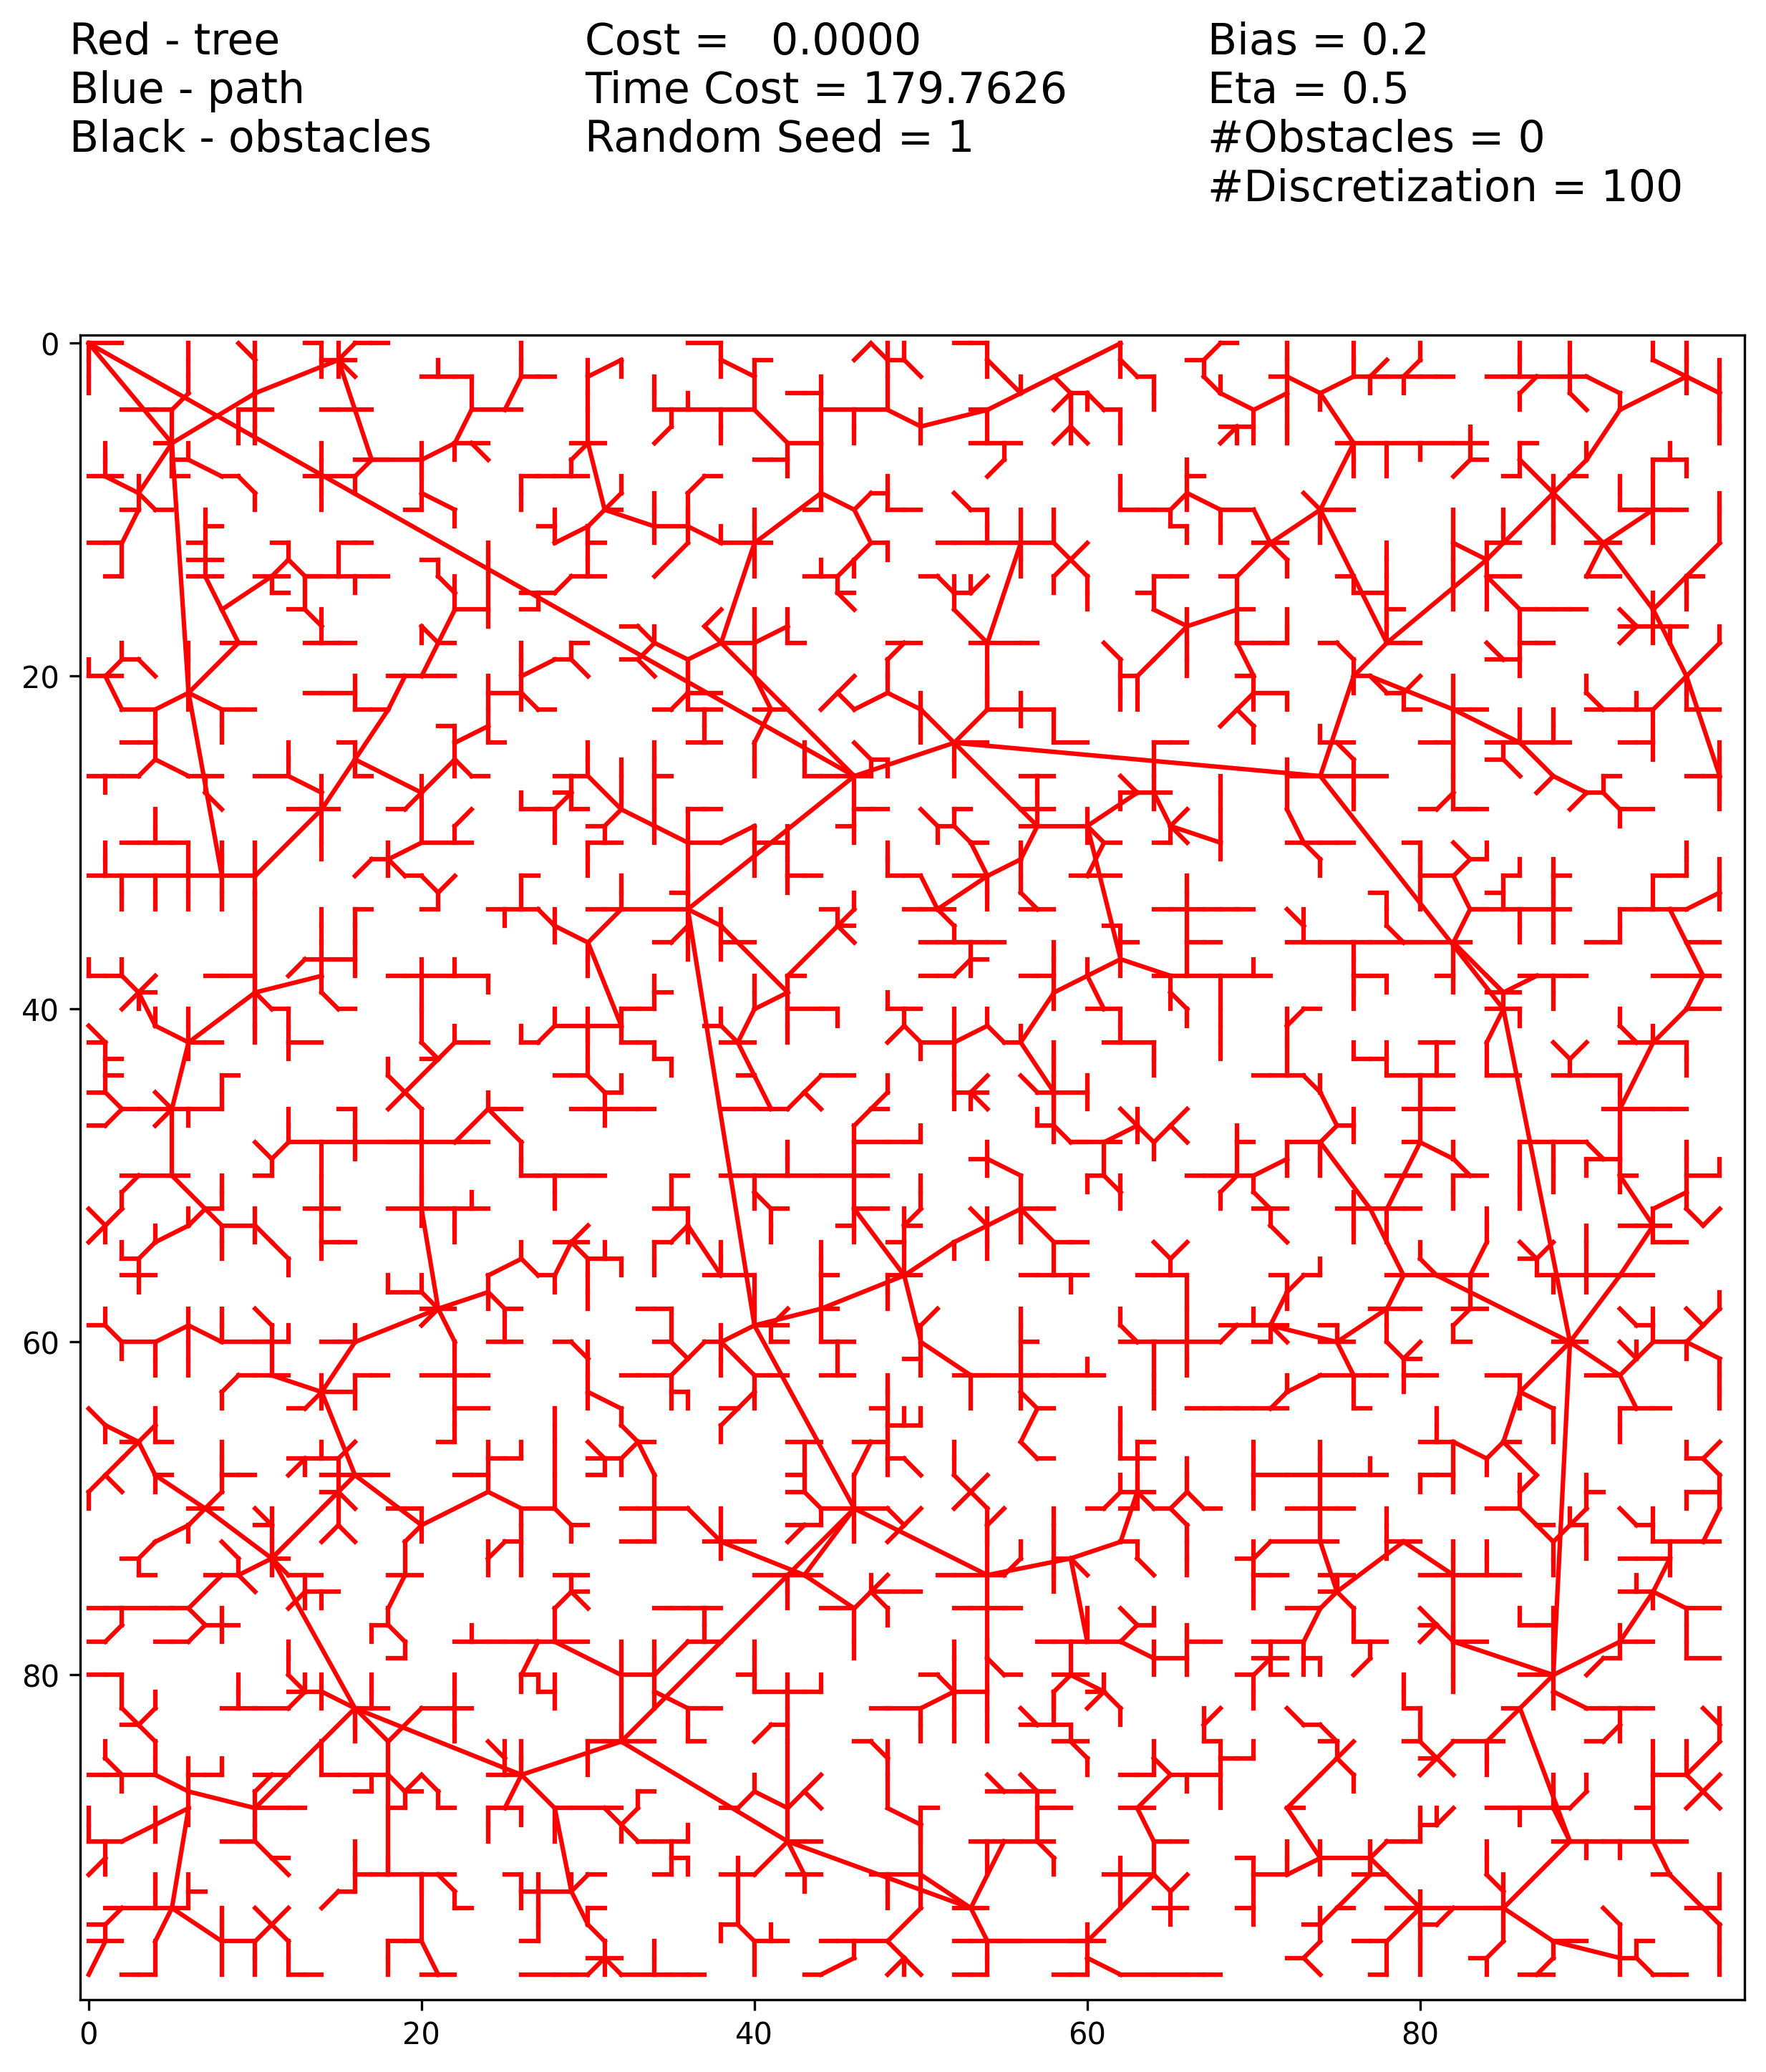 Red - tree
Blue - path
Black - obstacles
Cost =   0.0000
Time Cost = 179.7626
Random Seed = 1
Bias = 0.2
Eta = 0.5
#Obstacles = 0
#Discretization = 100
0
20
40
60
80
0 20 40 60 80